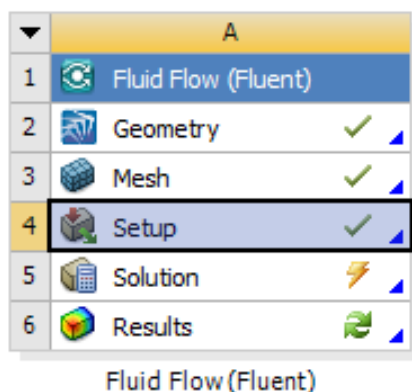 A
1 Fluid Flow (Fluent)
2 Geometry
3 Mesh
4 Setup
5 Solution
6 Results
Fluid Flow (Fluent)